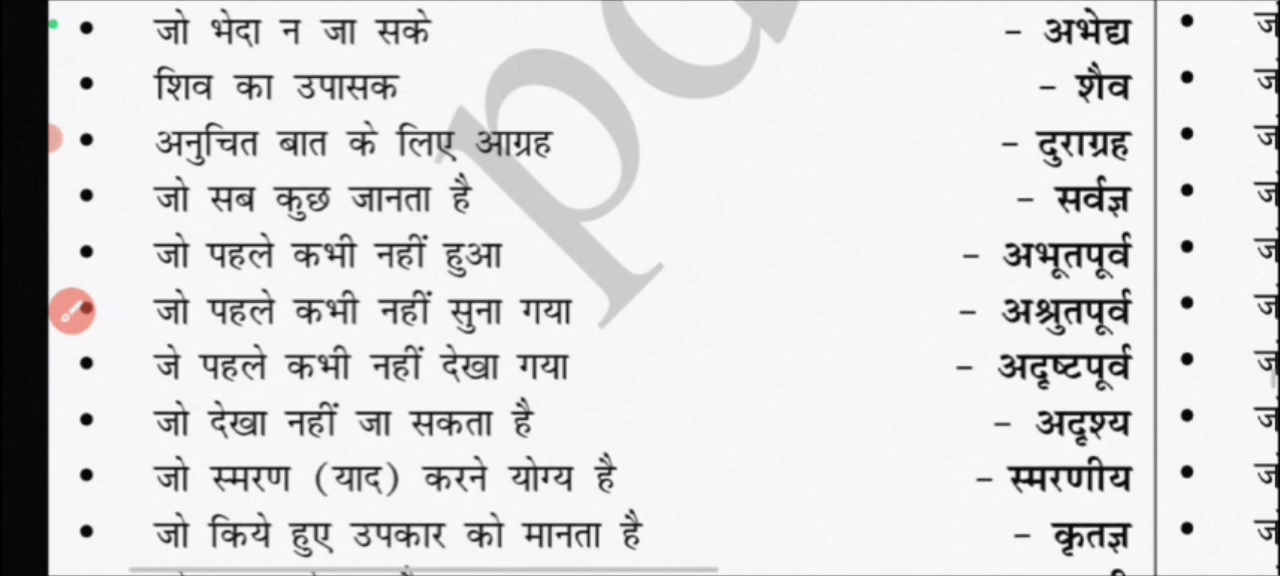 • जो भेदा न जा सके – अभेद्य
• शिव का उपासक – शैव
• अनुचित बात के लिए आग्रह – दुराग्रह
• जो सब कुछ जानता है – सर्वज्ञ
• जो पहले कभी नहीं हुआ – अभूतपूर्व
• जो पहले कभी नहीं सुना गया – अश्रुतपूर्व
• जे पहले कभी नहीं देखा गया – अदृष्टपूर्व
• जो देखा नहीं जा सकता है – अदृश्य
• जो स्मरण (याद) करने योग्य है – स्मरणीय
• जो किये हुए उपकार को मानता है – कृतज्ञ